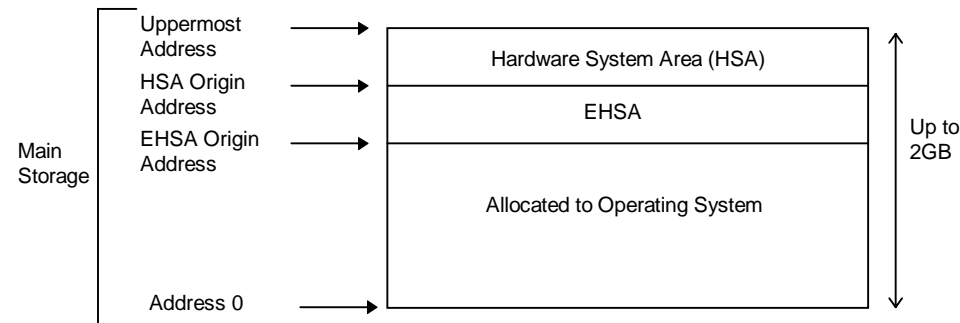 Uppermost
Address
Hardware System Area (HSA)
HSA Origin
Address
EHSA
EHSA Origin
Address
Up to
2GB
Main
Storage
Allocated to Operating System
Address 0